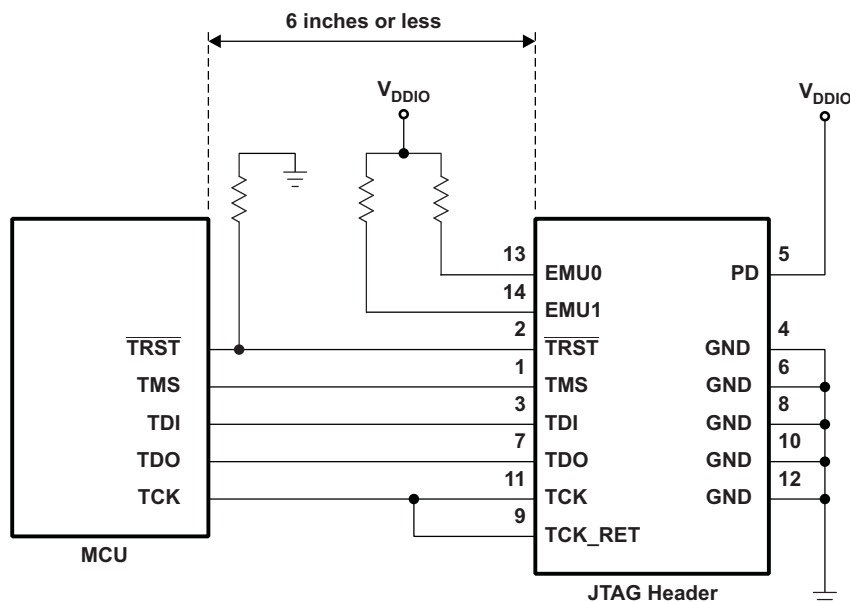 6 inches or less
VDDIO
VDDIO
13
EMU0
5
PD
14
EMU1
2
4
TRST
TRST
GND
1
6
TMS
TMS
GND
3
8
TDI
TDI
GND
7
10
TDO
TDO
GND
11
12
TCK
TCK
GND
9
TCK_RET
MCU
JTAG Header